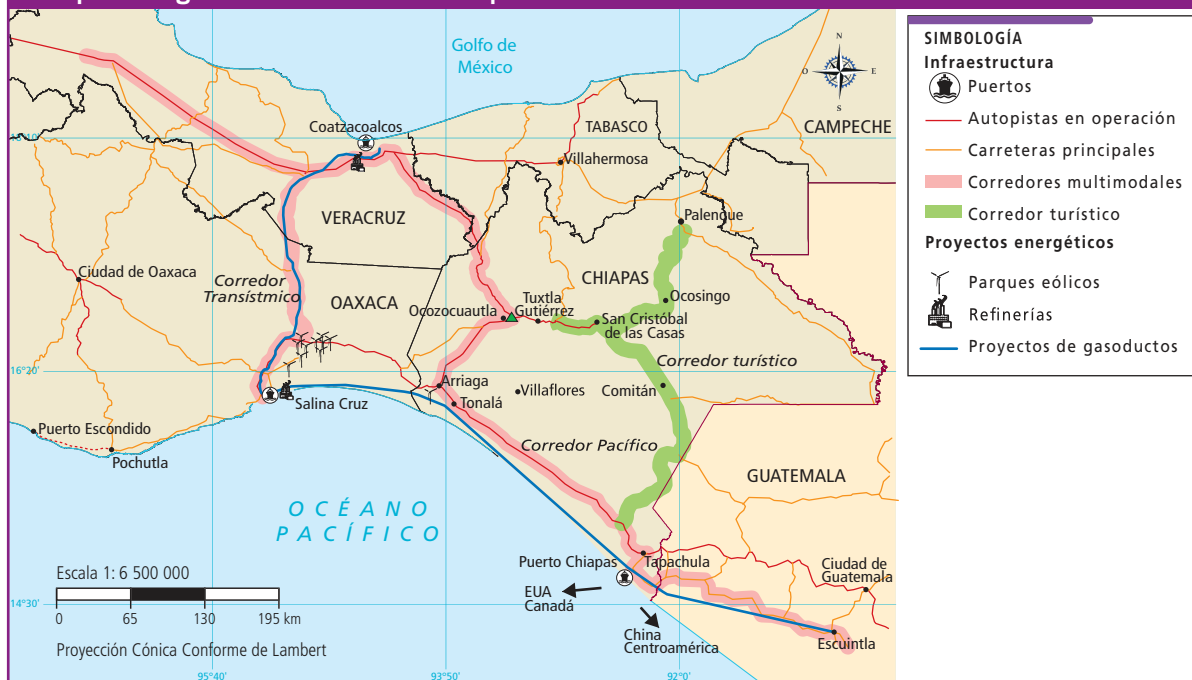 Golfo de
México
N
O
E
S
Coatzacoalcos
TABASCO
CAMPECHE
Villahermosa
VERACRUZ
Palenque
Ciudad de Oaxaca
Corredor
Transístmico
OAXACA
CHIAPAS
Ocosingo
Tuxtla
Gutiérrez
Ocozocuautla
San Cristóbal
de las Casas
Corredor turístico
16°20'
Arriaga
Villaflores
Comitán
Salina Cruz
Tonalá
Puerto Escondido
Pochutla
Corredor Pacífico
GUATEMALA
OCÉANO
PACÍFICO
Puerto Chiapas
Tapachula
Ciudad de
Guatemala
EUA
Canadá
14°30'
China
Centroamérica
Escuintla
Escala 1: 6 500 000
0 65 130 195 km
Proyección Cónica Conforme de Lambert
95°40' 93°50' 92°0'
SIMBOLOGÍA
Infraestructura
Puertos
Autopistas en operación
Carreteras principales
Corredores multimodales
Corredor turístico
Proyectos energéticos
Parques eólicos
Refinerías
Proyectos de gasoductos